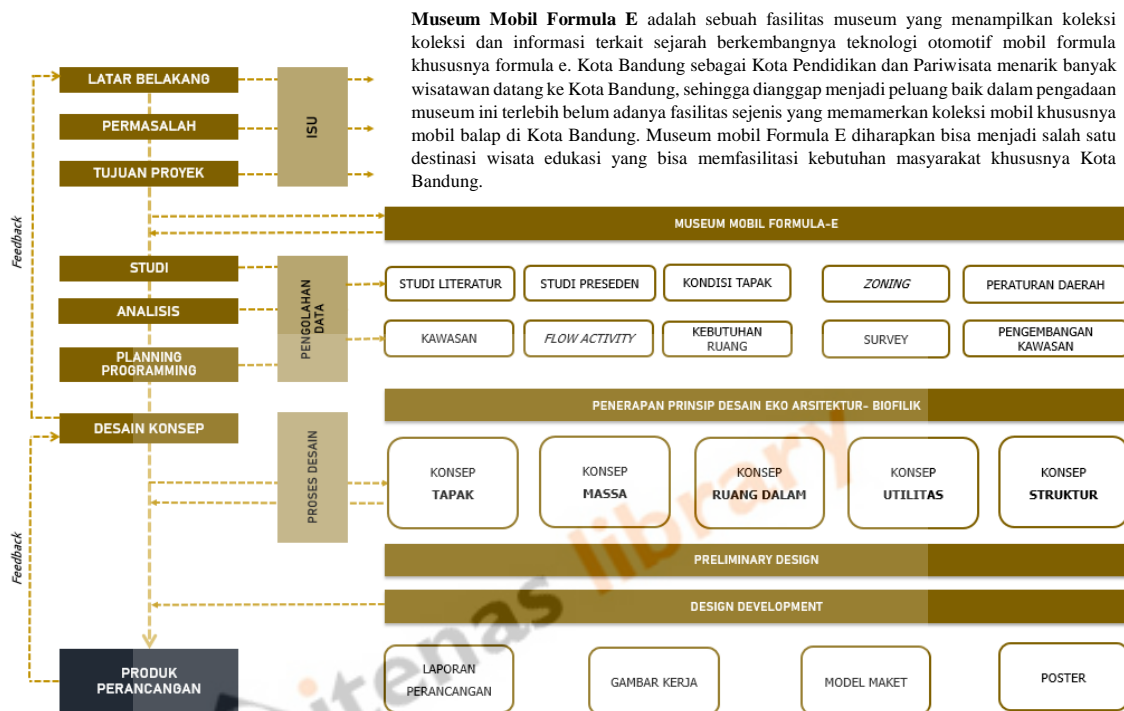 Museum Mobil Formula E adalah sebuah fasilitas museum yang menampilkan koleksi
koleksi dan informasi terkait sejarah berkembangnya teknologi otomotif mobil formula
khususnya formula e. Kota Bandung sebagai Kota Pendidikan dan Pariwisata menarik banyak
wisatawan datang ke Kota Bandung, sehingga dianggap menjadi peluang baik dalam pengadaan
museum ini terlebih belum adanya fasilitas sejenis yang memamerkan koleksi mobil khususnya
mobil balap di Kota Bandung. Museum mobil Formula E diharapkan bisa menjadi salah satu
destinasi wisata edukasi yang bisa memfasilitasi kebutuhan masyarakat khususnya Kota
Bandung.
LATAR BELAKANG
PERMASALAH
TUJUAN PROYEK
ISU
Feedback
MUSEUM MOBIL FORMULA-E
STUDI
ANALISIS
PLANNING
PROGRAMMING
PENGOLAHAN
DATA
STUDI LITERATUR
STUDI PRESEDEN
KONDISI TAPAK
ZONING
PERATURAN DAERAH
KAWASAN
FLOW ACTIVITY
KEBUTUHAN
RUANG
SURVEY
PENGEMBANGAN
KAWASAN
PENERAPAN PRINSIP DESAIN EKO ARSITEKTUR- BIOFILIK
DESAIN KONSEP
PROSES DESAIN
KONSEP
TAPAK
KONSEP
MASSA
KONSEP
RUANG DALAM
KONSEP
UTILITAS
KONSEP
STRUKTUR
Feedback
PRELIMINARY DESIGN
DESIGN DEVELOPMENT
PRODUK
PERANCANGAN
LAPORAN
PERANCANGAN
GAMBAR KERJA
MODEL MAKET
POSTER
itenas library